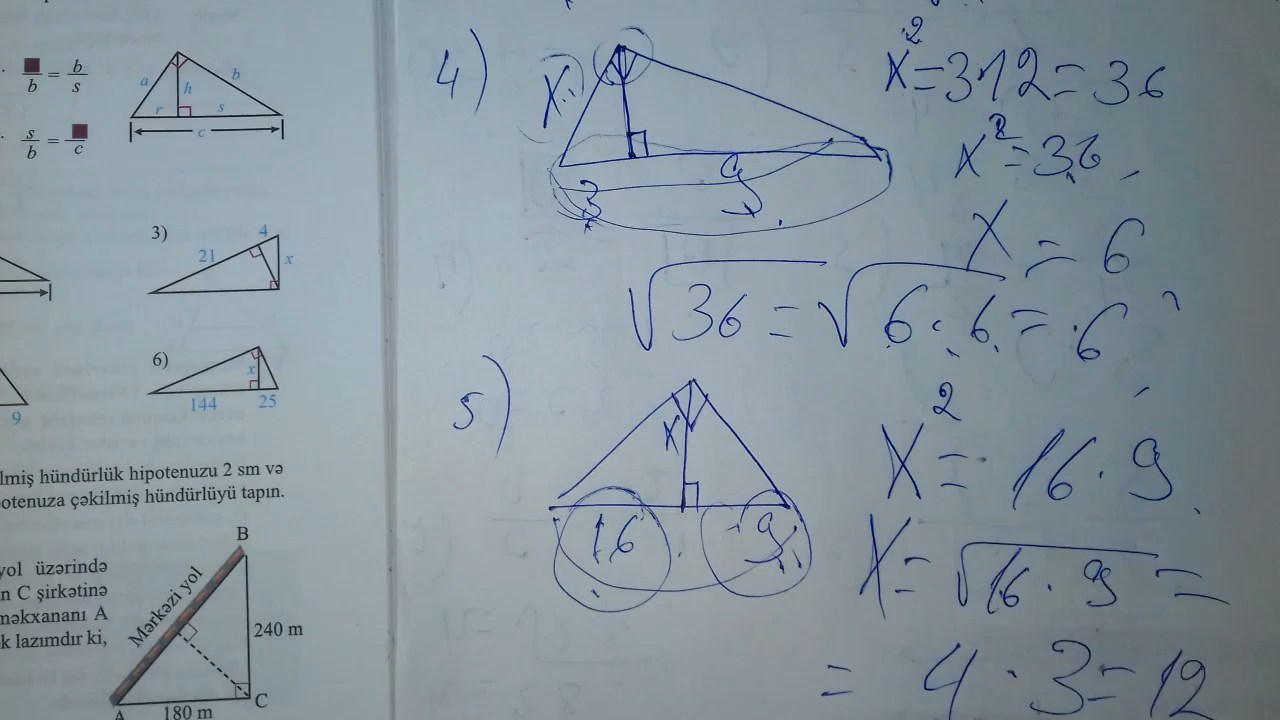 ■/b = b/s
a
b
h
r
s
c
s/b = ■/c
3)
4
21
x
6)
x
144
25
9
lmiş hündürlük hipotenuzu 2 sm və
potenuza çəkilmiş hündürlüyü tapın.
yol üzərində
n C şirkətinə
məkxananı A
k lazımdır ki,
B
Mərkəzi yol
240 m
C
A
180 m
4)
X
3
9
x²=3·12=36
x²=36
X = 6
√36 = √6·6 = 6
5)
X
16
9
X² = 16·9
X = √16·9 =
= 4·3=12